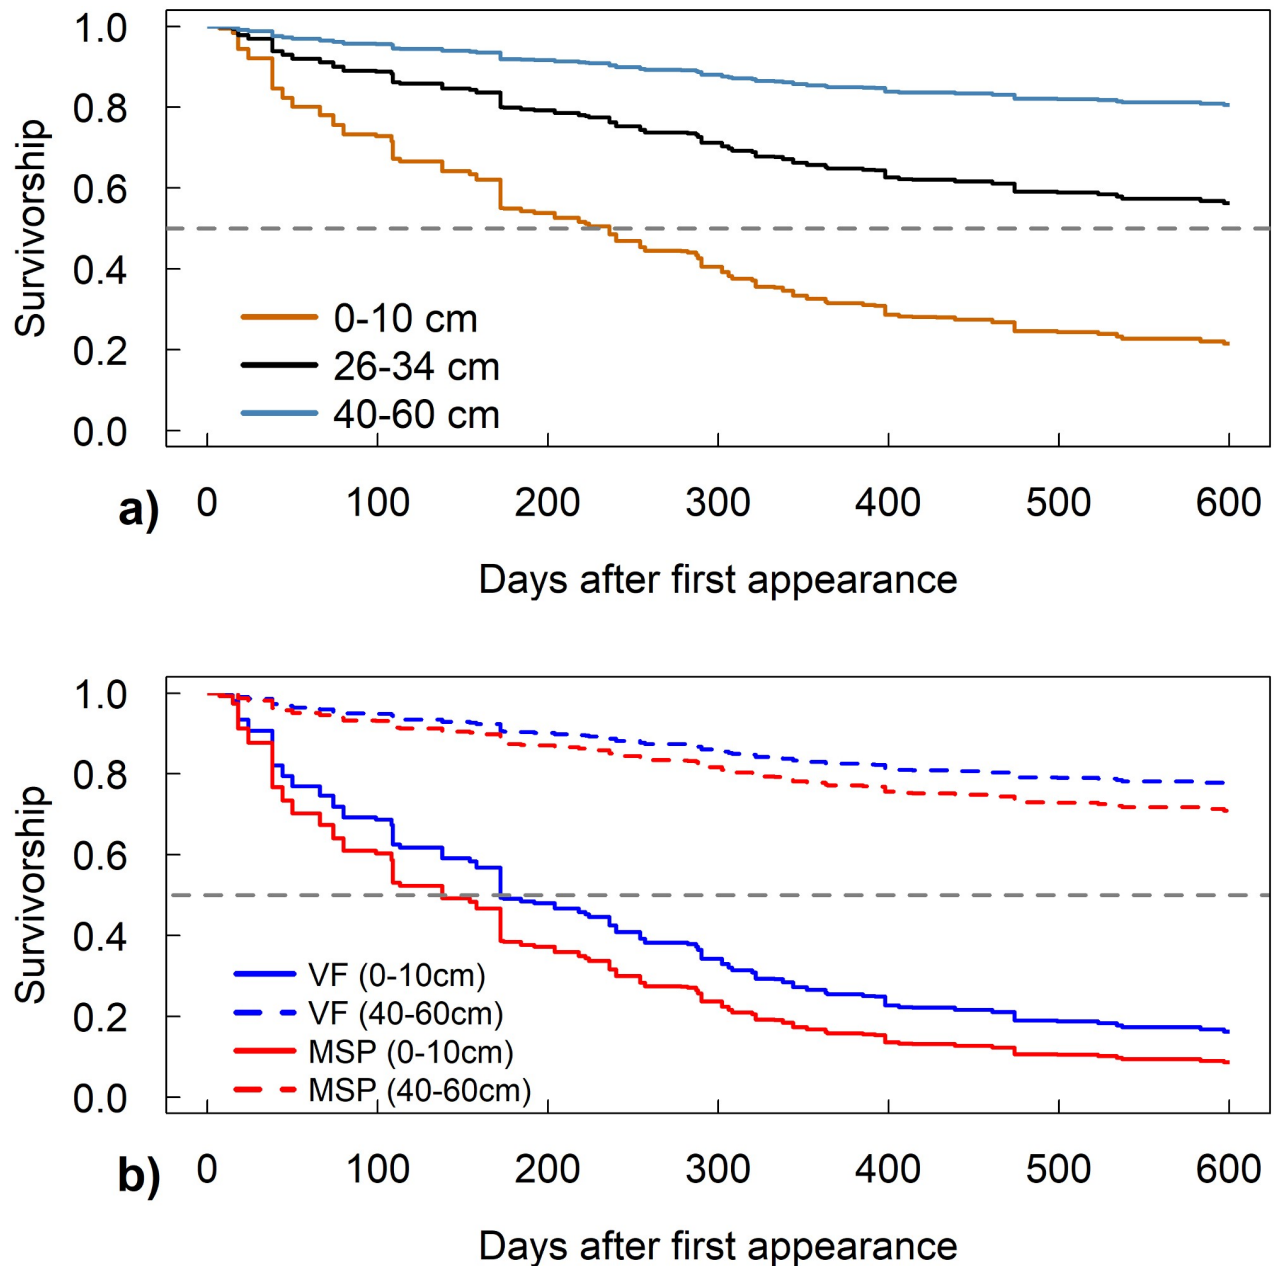 1.0
0.8
0.6
0.4
0.2
0.0
Survivorship
0-10 cm
26-34 cm
40-60 cm
0 100 200 300 400 500 600
a)
Days after first appearance
1.0
0.8
0.6
0.4
0.2
0.0
Survivorship
VF (0-10cm)
VF (40-60cm)
MSP (0-10cm)
MSP (40-60cm)
0 100 200 300 400 500 600
b)
Days after first appearance